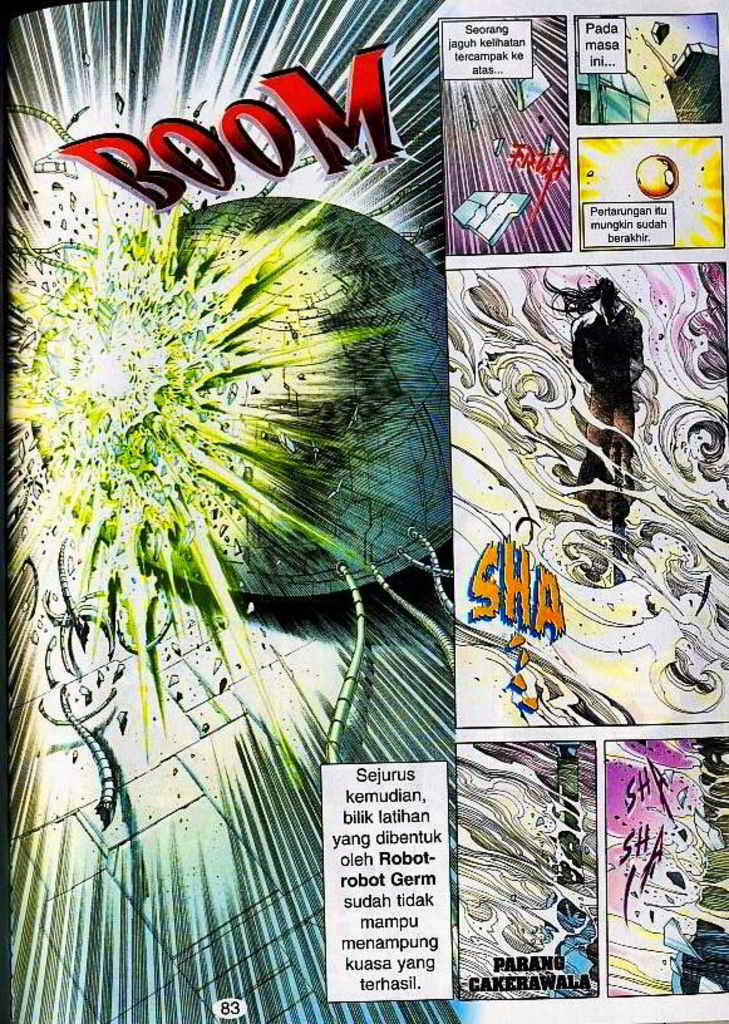 BOOM
Sejurus
kemudian,
bilik latihan
yang dibentuk
oleh Robot-
robot Germ
sudah tidak
mampu
menampung
kuasa yang
terhasil.
83
Seorang
jaguh kelihatan
tercampak ke
atas...
Pada
masa
ini...
Pertarungan itu
mungkin sudah
berakhir.
SHA
PARANG
CAKERAWALA
SHA
SHA